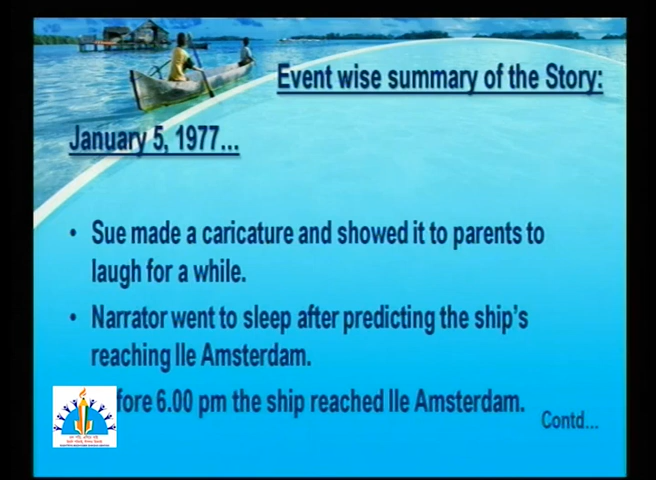 Event wise summary of the Story:
January 5, 1977...
• Sue made a caricature and showed it to parents to
laugh for a while.
• Narrator went to sleep after predicting the ship's
reaching lle Amsterdam.
fore 6.00 pm the ship reached lle Amsterdam.
Contd...